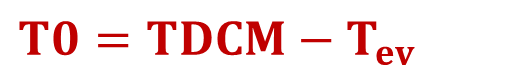 T0 = TDCM − Tev